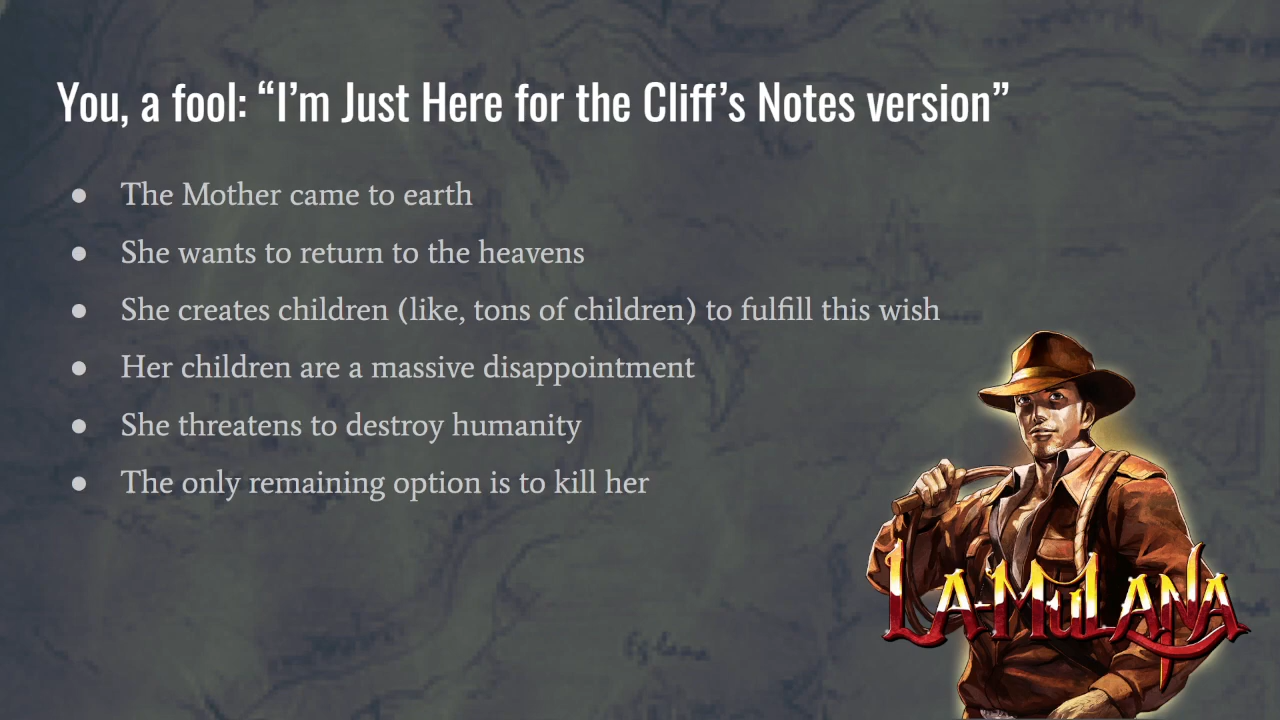 You, a fool: “I’m Just Here for the Cliff’s Notes version”
● The Mother came to earth
● She wants to return to the heavens
● She creates children (like, tons of children) to fulfill this wish
● Her children are a massive disappointment
● She threatens to destroy humanity
● The only remaining option is to kill her
LA-MULANA